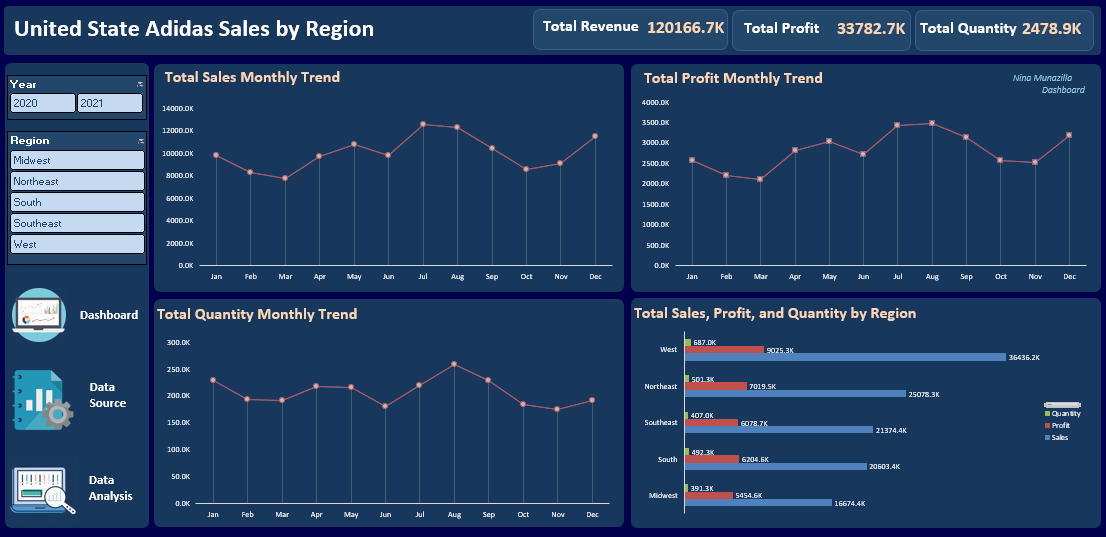 United State Adidas Sales by Region
Total Revenue 120166.7K
Total Profit 33782.7K
Total Quantity 2478.9K
Year
2020 2021
Region
Midwest
Northeast
South
Southeast
West
Dashboard
Data
Source
Data
Analysis
Total Sales Monthly Trend
14000.0K
12000.0K
10000.0K
8000.0K
6000.0K
4000.0K
2000.0K
0.0K
Jan Feb Mar Apr May Jun Jul Aug Sep Oct Nov Dec
Total Profit Monthly Trend
Nina Munazilla
Dashboard
4000.0K
3500.0K
3000.0K
2500.0K
2000.0K
1500.0K
1000.0K
500.0K
0.0K
Jan Feb Mar Apr May Jun Jul Aug Sep Oct Nov Dec
Total Quantity Monthly Trend
300.0K
250.0K
200.0K
150.0K
100.0K
50.0K
0.0K
Jan Feb Mar Apr May Jun Jul Aug Sep Oct Nov Dec
Total Sales, Profit, and Quantity by Region
West
687.0K
9025.3K
36436.2K
Northeast
501.3K
7019.5K
25078.3K
Southeast
407.0K
6078.7K
21374.4K
South
492.3K
6204.6K
20603.4K
Midwest
391.3K
5454.6K
16674.4K
Quantity
Profit
Sales